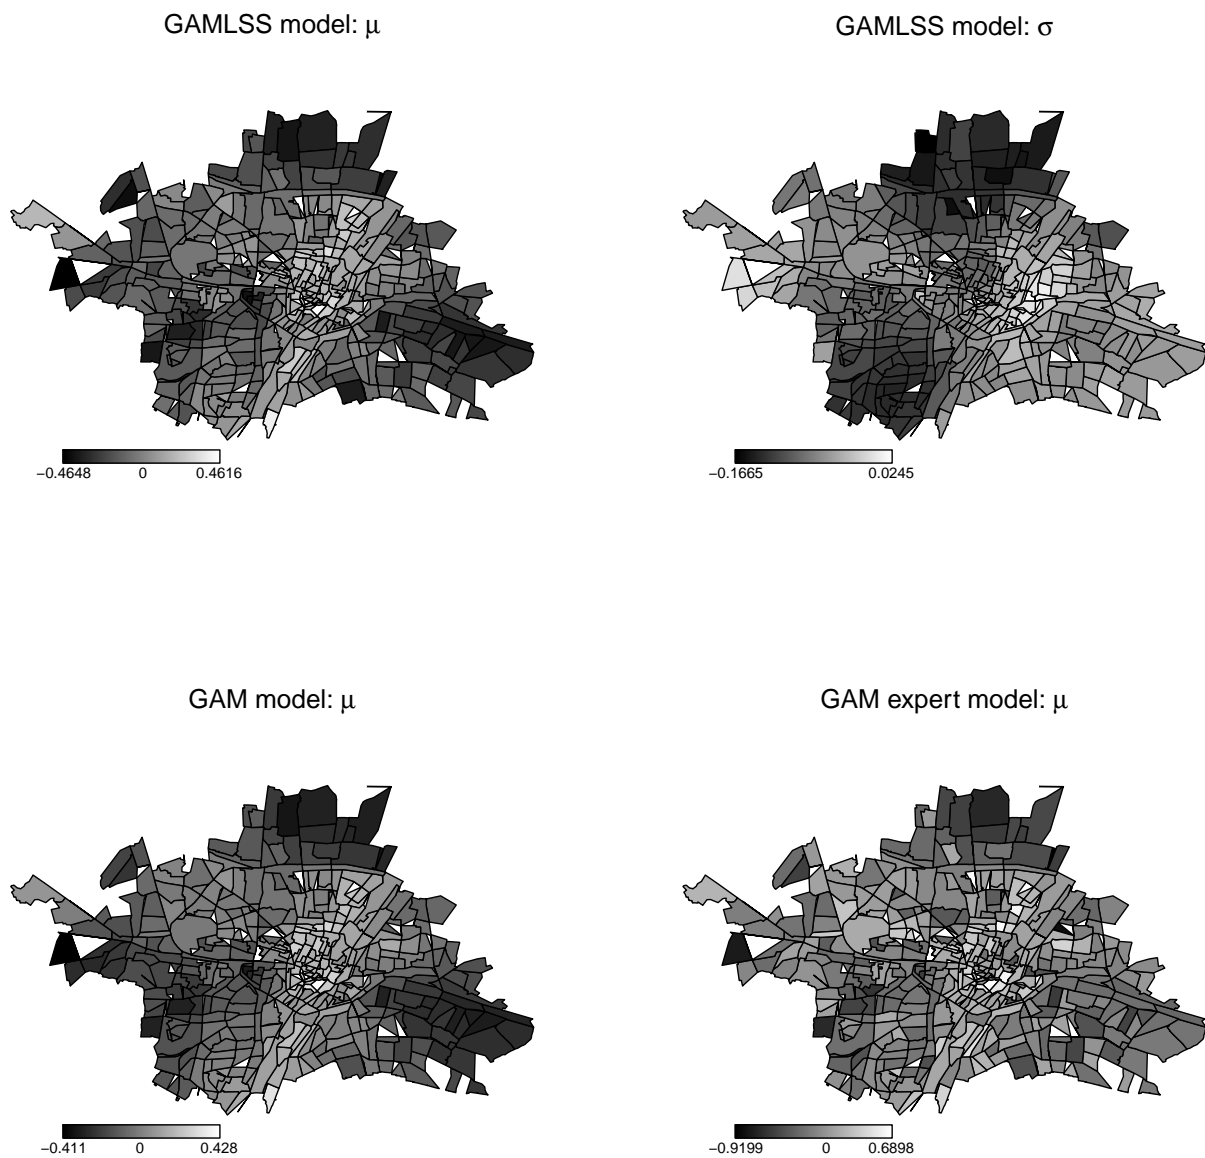 GAMLSS model: μ
GAMLSS model: σ
−0.4648 0 0.4616
−0.1665 0.0245
GAM model: μ
GAM expert model: μ
−0.411 0 0.428
−0.9199 0 0.6898